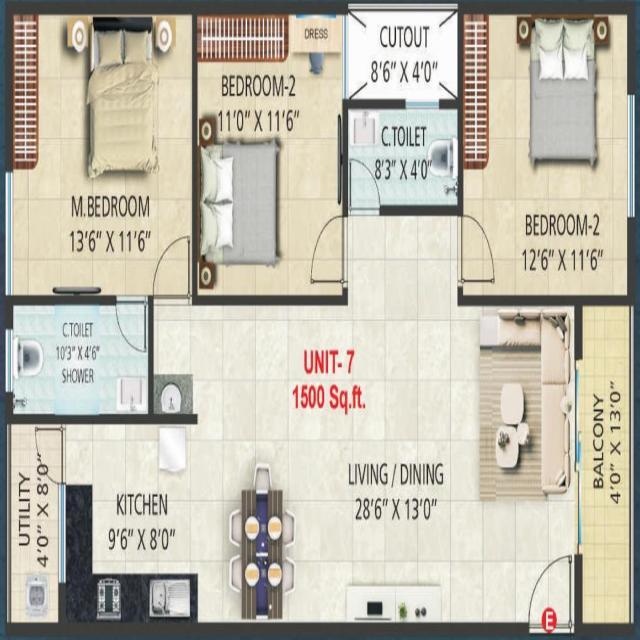 DRESS
CUTOUT
8'6" X 4'0"
BEDROOM-2
11'0" X 11'6"
C.TOILET
8'3" X 4'0"
M.BEDROOM
13'6" X 11'6"
BEDROOM-2
12'6" X 11'6"
C.TOILET
10'3" X 4'6"
SHOWER
UNIT- 7
1500 Sq.ft.
BALCONY
4'0" X 13'0"
UTILITY
4'0" X 8'0"
KITCHEN
9'6" X 8'0"
LIVING / DINING
28'6" X 13'0"
E